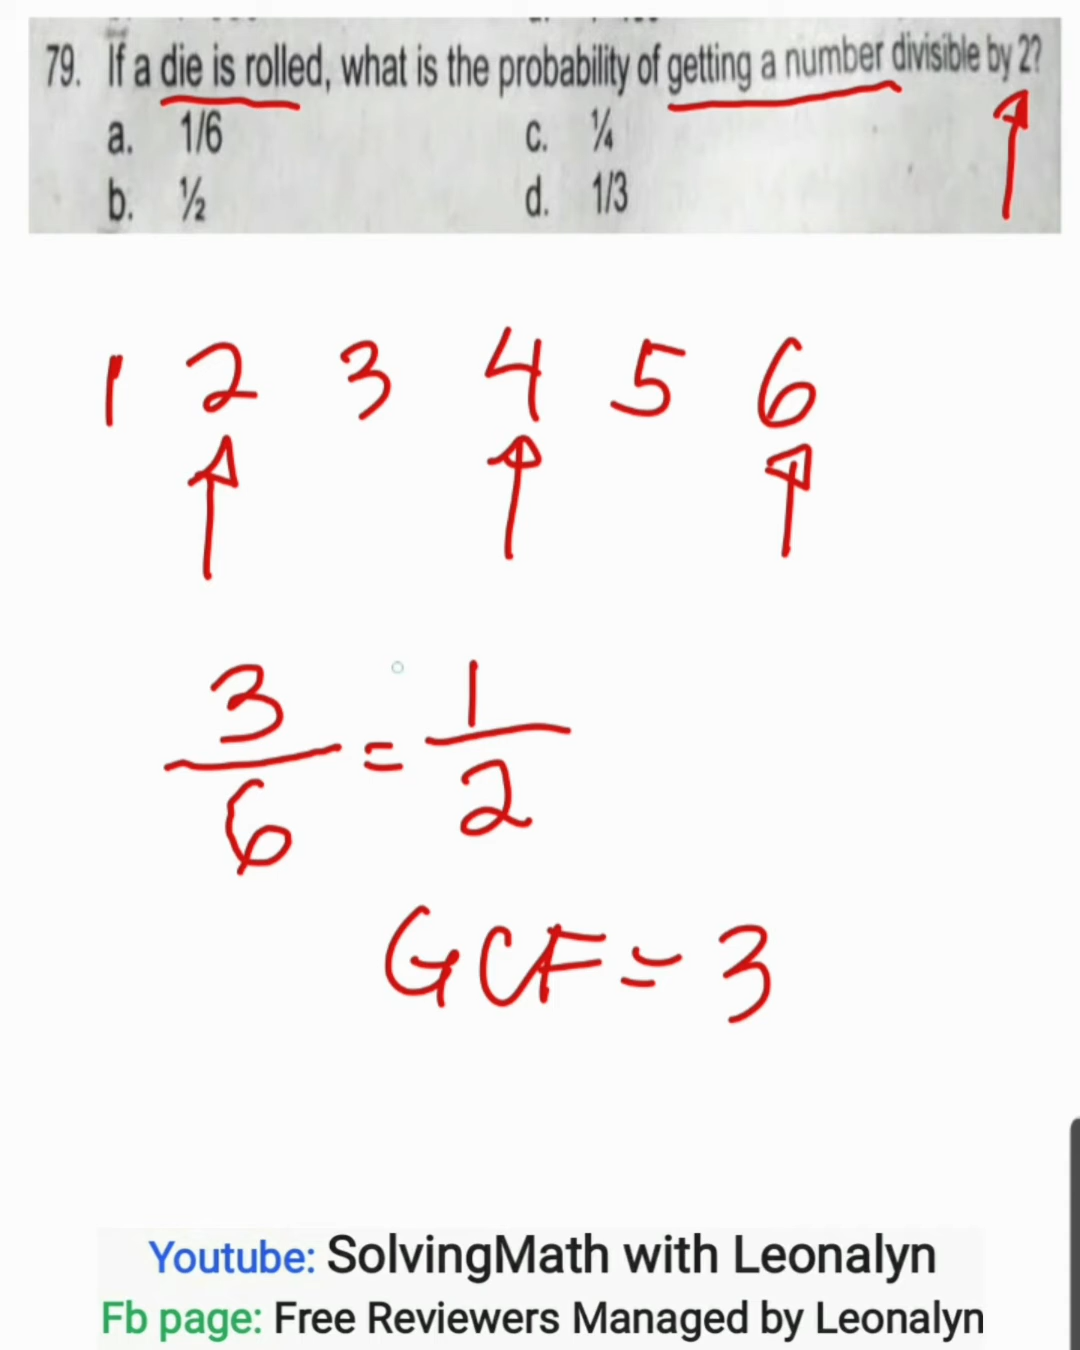 79. If a die is rolled, what is the probability of getting a number divisible by 2?
a. 1/6 c. ¼
b. ½ d. 1/3
1 2 3 4 5 6
3/6 = 1/2
GCF = 3
Youtube: SolvingMath with Leonalyn
Fb page: Free Reviewers Managed by Leonalyn